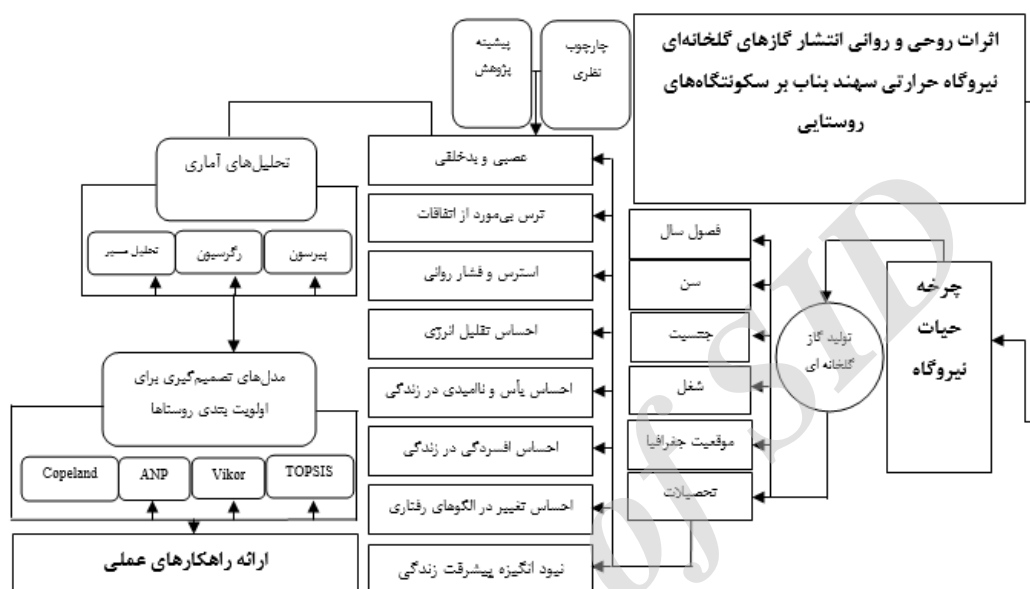 اثرات روحی و روانی انتشار گازهای گلخانه‌ای
نیروگاه حرارتی سهند بناب بر سکونتگاه‌های
روستایی
چارچوب
نظری
پیشینه
پژوهش
چرخه
حیات
نیروگاه
تولید گاز
گلخانه ای
فصول سال
سن
جنسیت
شغل
موقعیت جغرافیا
تحصیلات
عصبی و بدخلقی
ترس بی‌مورد از اتفاقات
استرس و فشار روانی
احساس تقلیل انرژی
احساس یأس و ناامیدی در زندگی
احساس افسردگی در زندگی
احساس تغییر در الگوهای رفتاری
نبود انگیزه پیشرفت زندگی
تحلیل‌های آماری
پیرسون
رگرسیون
تحلیل مسیر
مدل‌های تصمیم‌گیری برای
اولویت بندی روستاها
TOPSIS
Vikor
ANP
Copeland
ارائه راهکارهای عملی
of SID